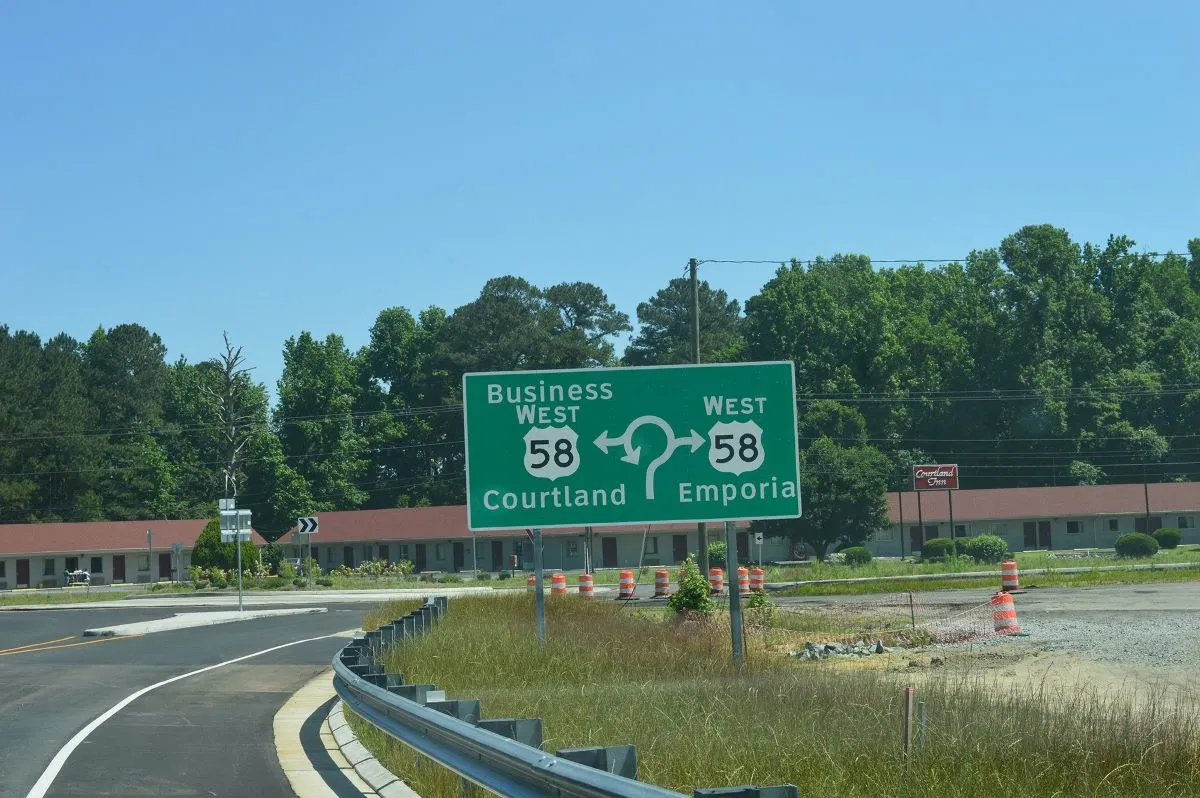 Business
WEST
58
Courtland
WEST
58
Emporia
Courtland
Inn